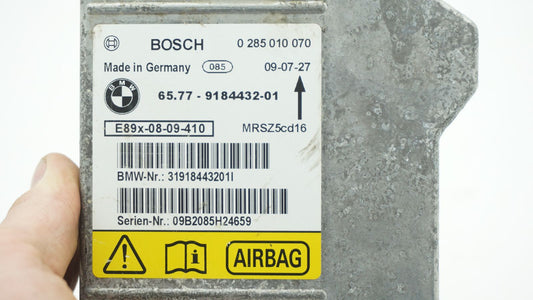 BOSCH 0 285 010 070
Made in Germany 085 09-07-27
BMW 65.77 - 9184432-01
E89x-08-09-410 MRSZ5cd16
BMW-Nr.: 31918443201I
Serien-Nr.: 09B2085H24659
AIRBAG